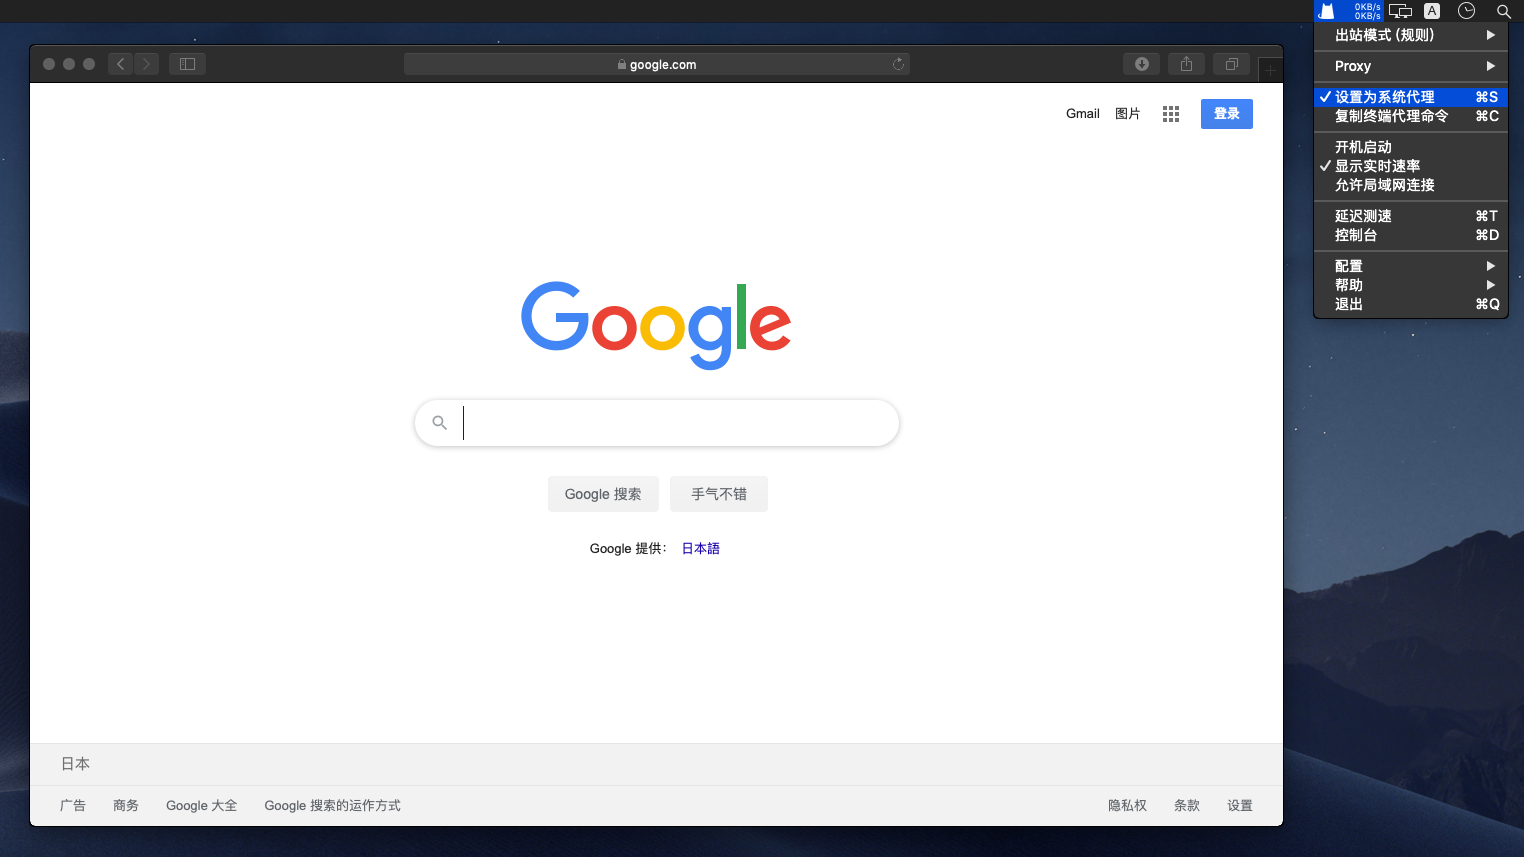 0KB/s
0KB/s
A
出站模式 (规则)
Proxy
设置为系统代理 ⌘S
复制终端代理命令 ⌘C
开机启动
显示实时速率
允许局域网连接
延迟测速 ⌘T
控制台 ⌘D
配置
帮助
退出 ⌘Q
google.com
Gmail 图片 登录
Google
Google 搜索 手气不错
Google 提供： 日本語
日本
广告 商务 Google 大全 Google 搜索的运作方式 隐私权 条款 设置